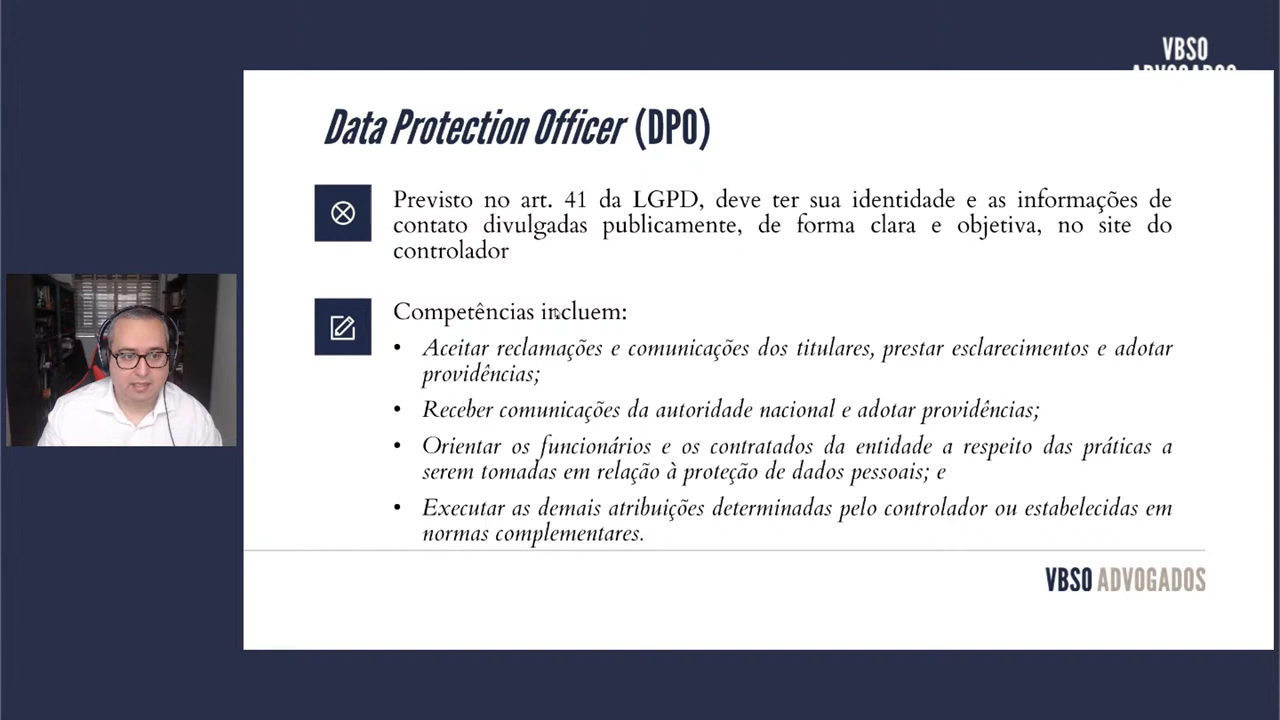 VBSO
ADVOGADOS
Data Protection Officer (DPO)
Previsto no art. 41 da LGPD, deve ter sua identidade e as informações de
contato divulgadas publicamente, de forma clara e objetiva, no site do
controlador
Competências incluem:
• Aceitar reclamações e comunicações dos titulares, prestar esclarecimentos e adotar
providências;
• Receber comunicações da autoridade nacional e adotar providências;
• Orientar os funcionários e os contratados da entidade a respeito das práticas a
serem tomadas em relação à proteção de dados pessoais; e
• Executar as demais atribuições determinadas pelo controlador ou estabelecidas em
normas complementares.
VBSO ADVOGADOS